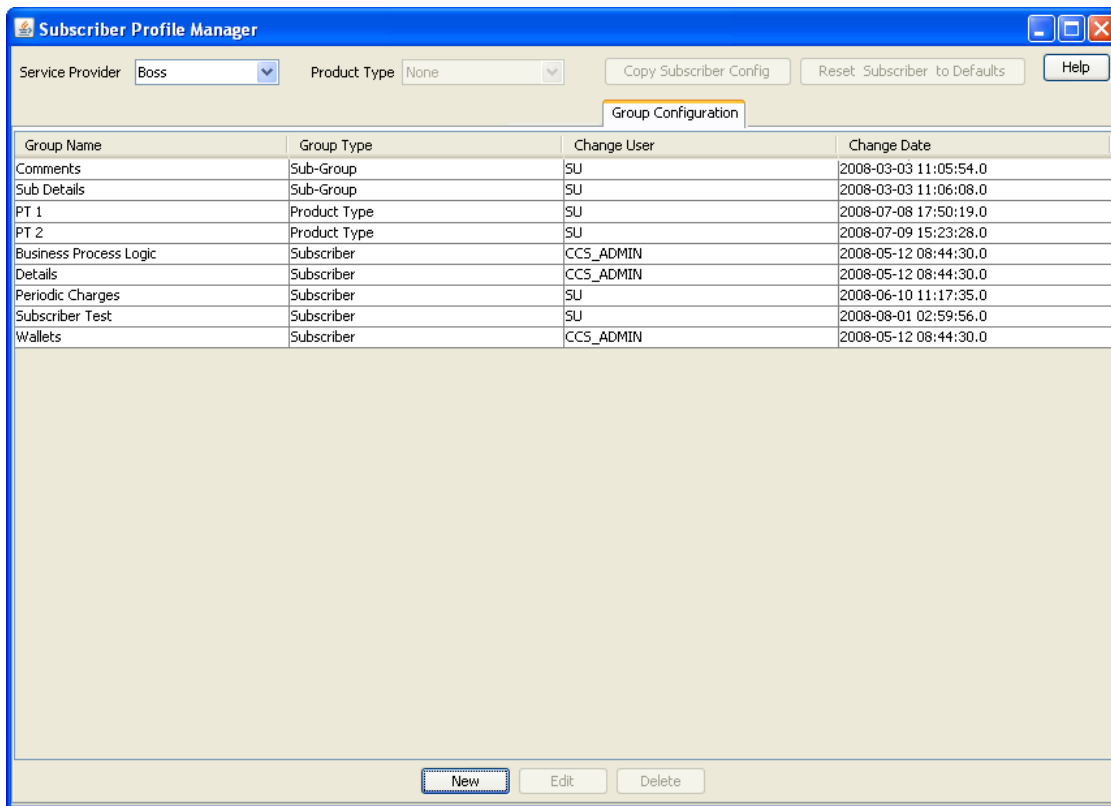 Subscriber Profile Manager
Service Provider Boss Product Type None Copy Subscriber Config Reset Subscriber to Defaults Help
Group Configuration
Group Name Group Type Change User Change Date
Comments Sub-Group SU 2008-03-03 11:05:54.0
Sub Details Sub-Group SU 2008-03-03 11:06:08.0
PT 1 Product Type SU 2008-07-08 17:50:19.0
PT 2 Product Type SU 2008-07-09 15:23:28.0
Business Process Logic Subscriber CCS_ADMIN 2008-05-12 08:44:30.0
Details Subscriber CCS_ADMIN 2008-05-12 08:44:30.0
Periodic Charges Subscriber SU 2008-06-10 11:17:35.0
Subscriber Test Subscriber SU 2008-08-01 02:59:56.0
Wallets Subscriber CCS_ADMIN 2008-05-12 08:44:30.0
New Edit Delete